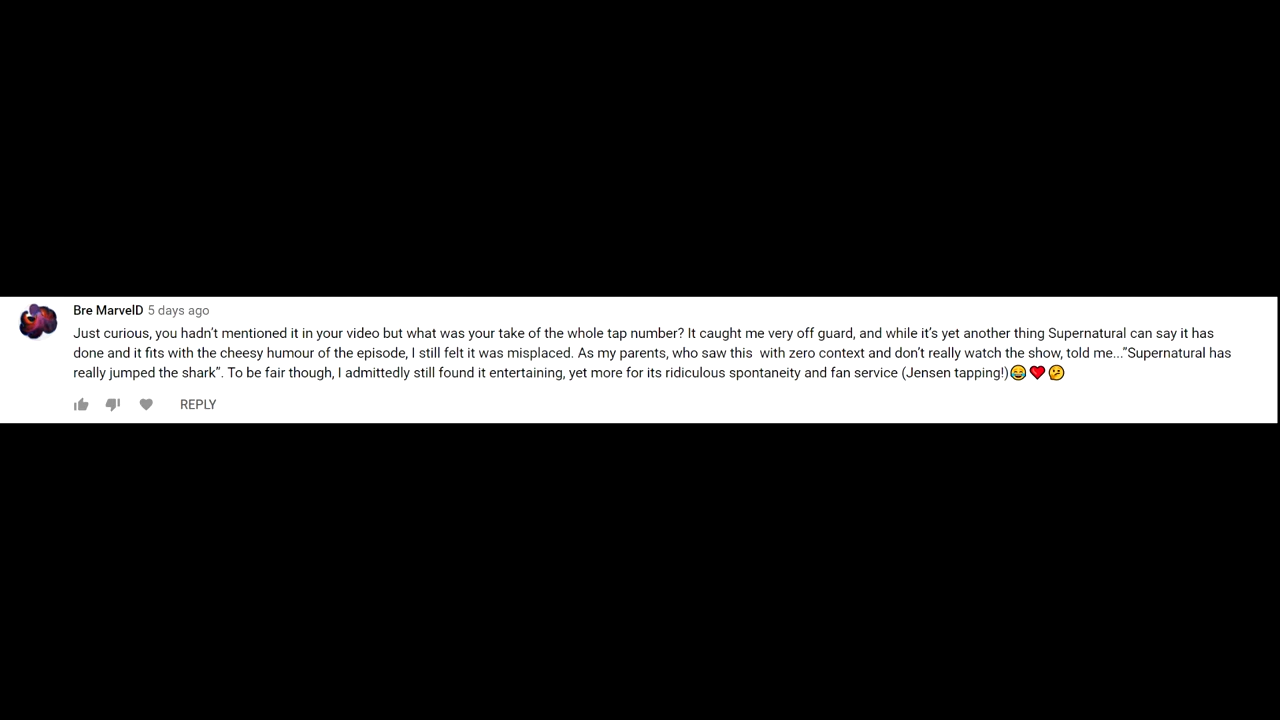 Bre MarvelD 5 days ago
Just curious, you hadn't mentioned it in your video but what was your take of the whole tap number? It caught me very off guard, and while it's yet another thing Supernatural can say it has
done and it fits with the cheesy humour of the episode, I still felt it was misplaced. As my parents, who saw this  with zero context and don't really watch the show, told me..."Supernatural has
really jumped the shark". To be fair though, I admittedly still found it entertaining, yet more for its ridiculous spontaneity and fan service (Jensen tapping!)😂❤️🤔
REPLY